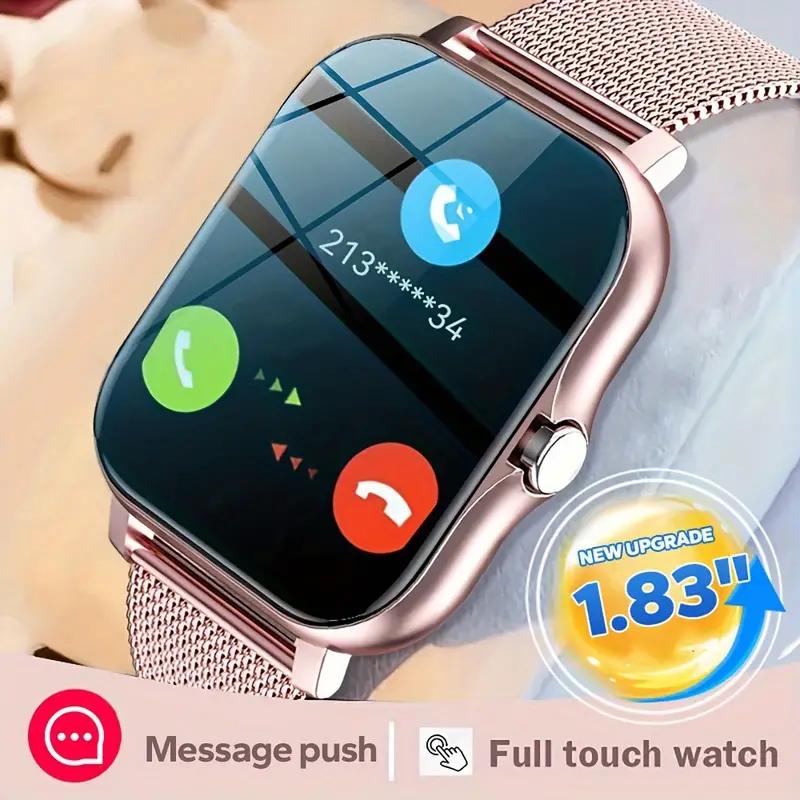 213*****34
NEW UPGRADE
1.83"
Message push
Full touch watch